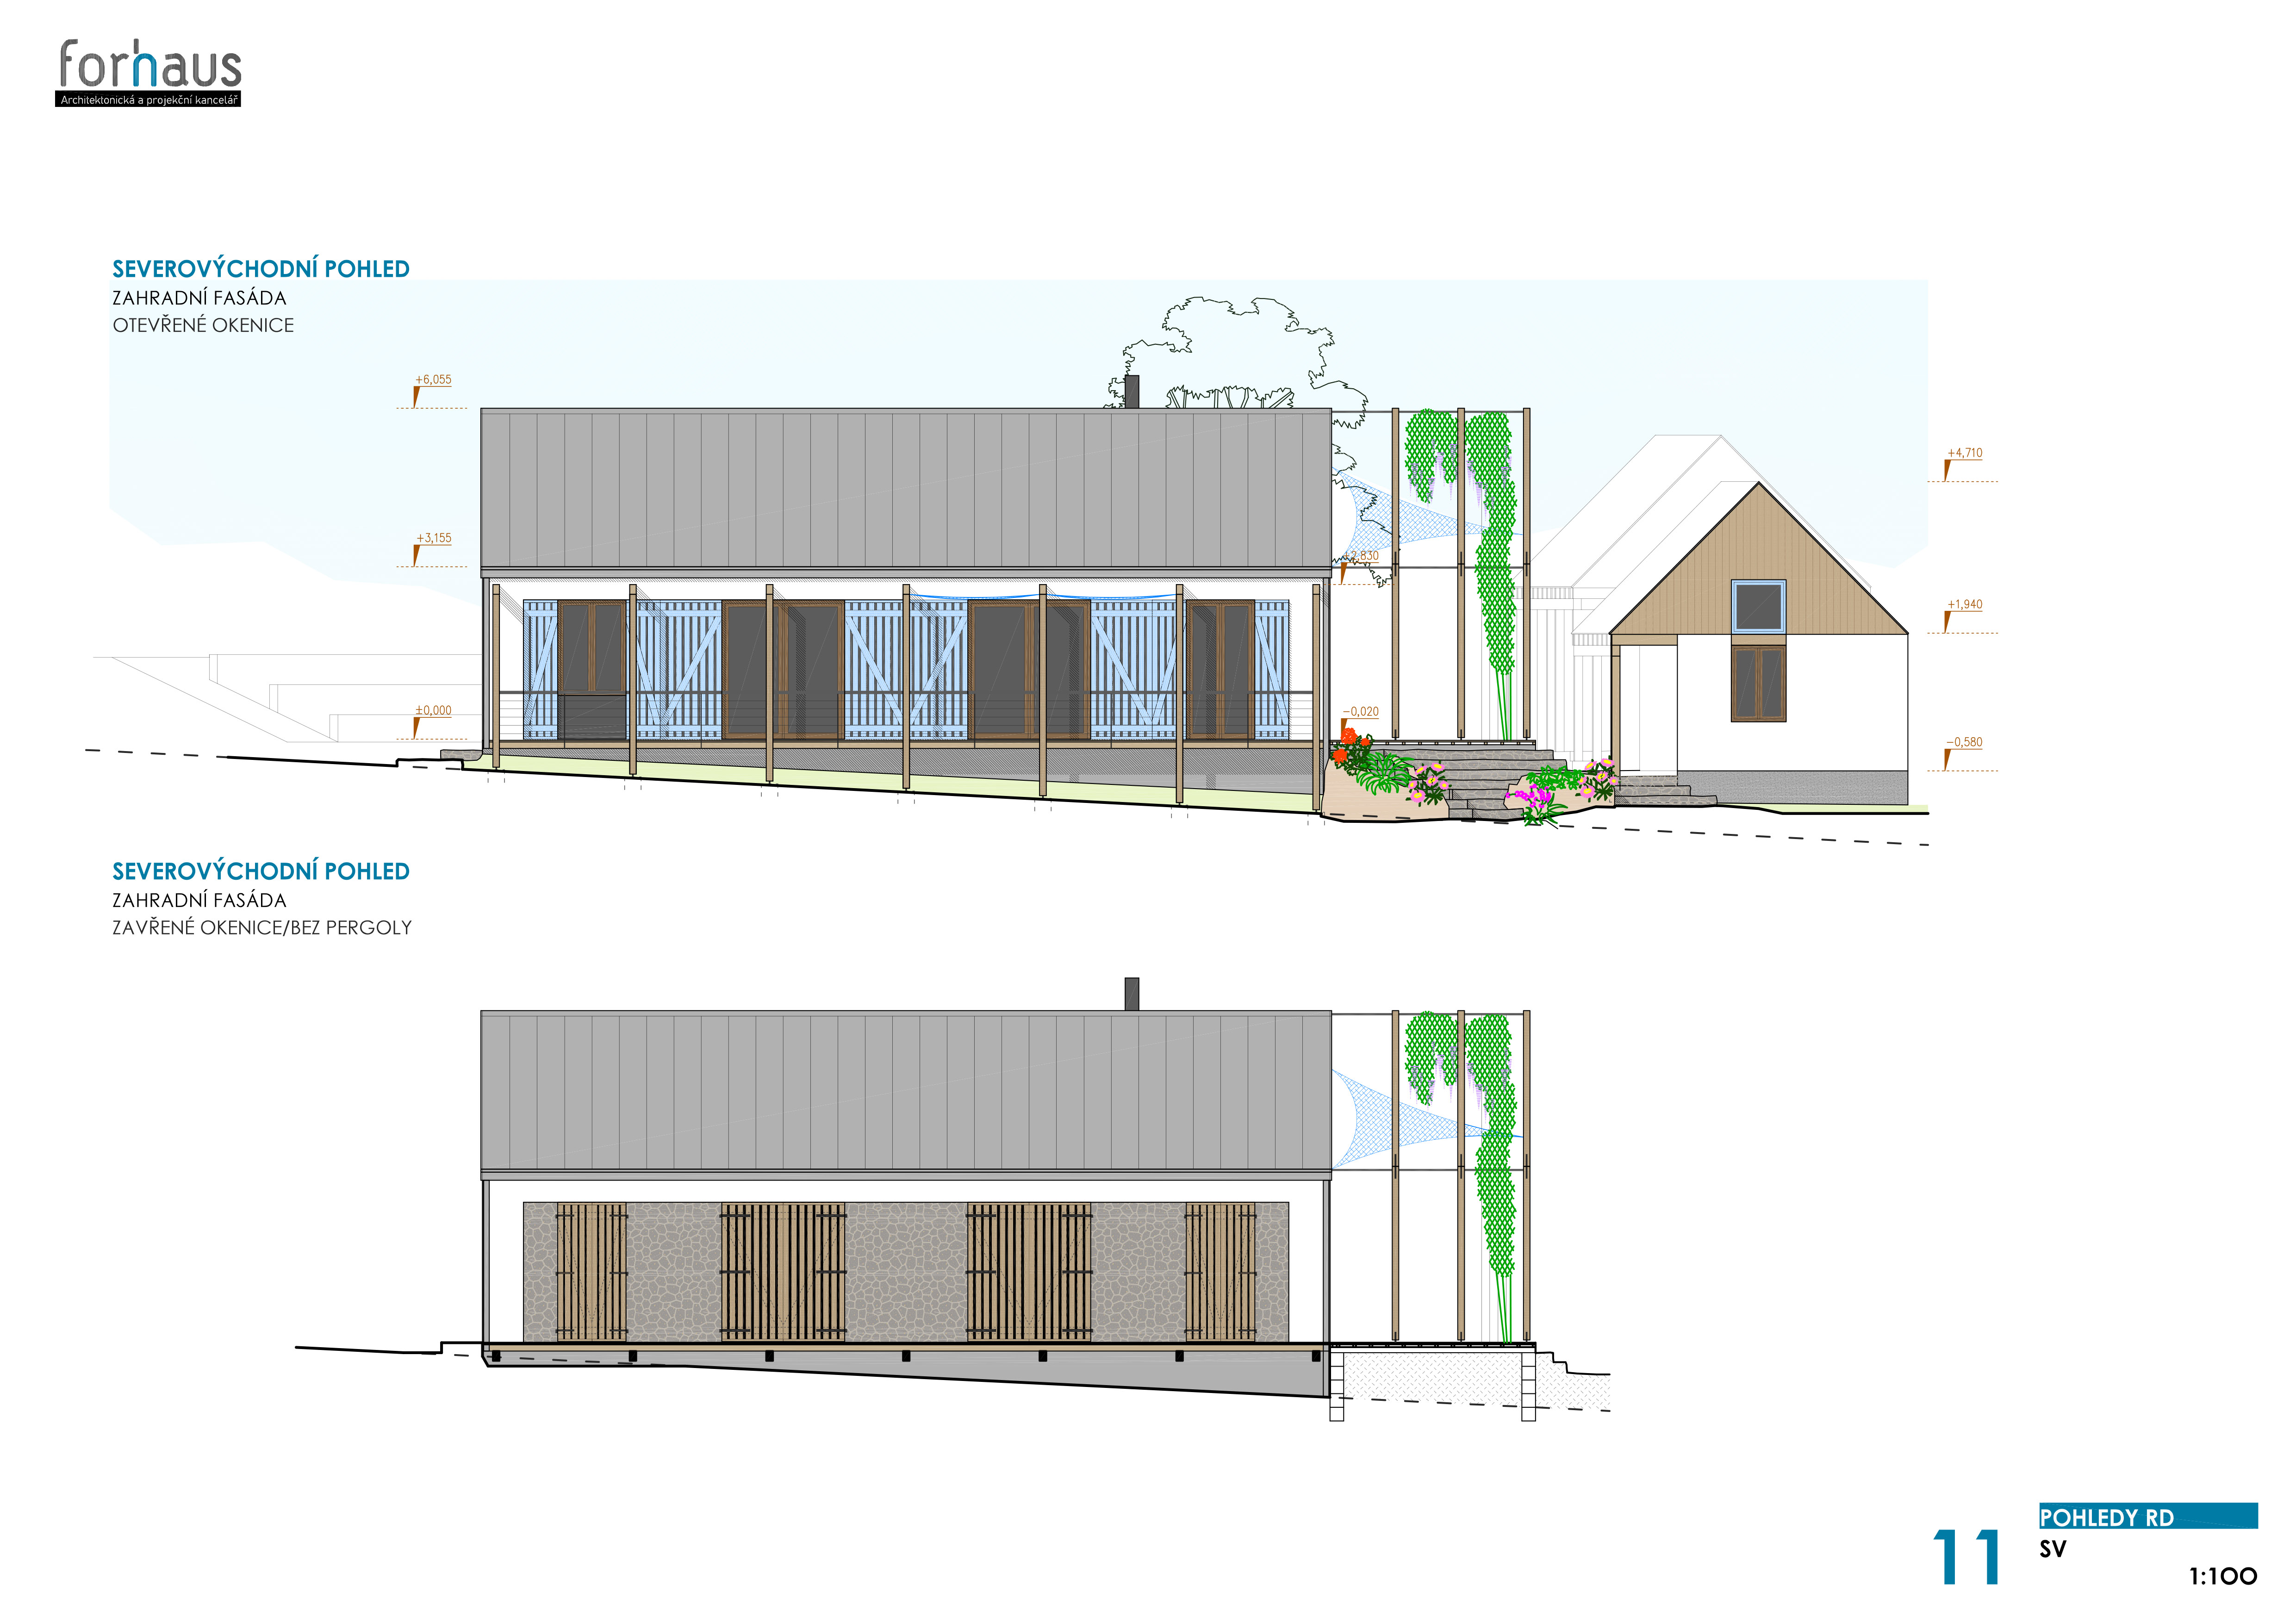 forhaus
Architektonická a projekční kancelář
SEVEROVÝCHODNÍ POHLED
ZAHRADNÍ FASÁDA
OTEVŘENÉ OKENICE
+6,055
+4,710
+3,155
+2,830
+1,940
±0,000
-0,020
-0,580
SEVEROVÝCHODNÍ POHLED
ZAHRADNÍ FASÁDA
ZAVŘENÉ OKENICE/BEZ PERGOLY
11
POHLEDY RD
SV
1:100